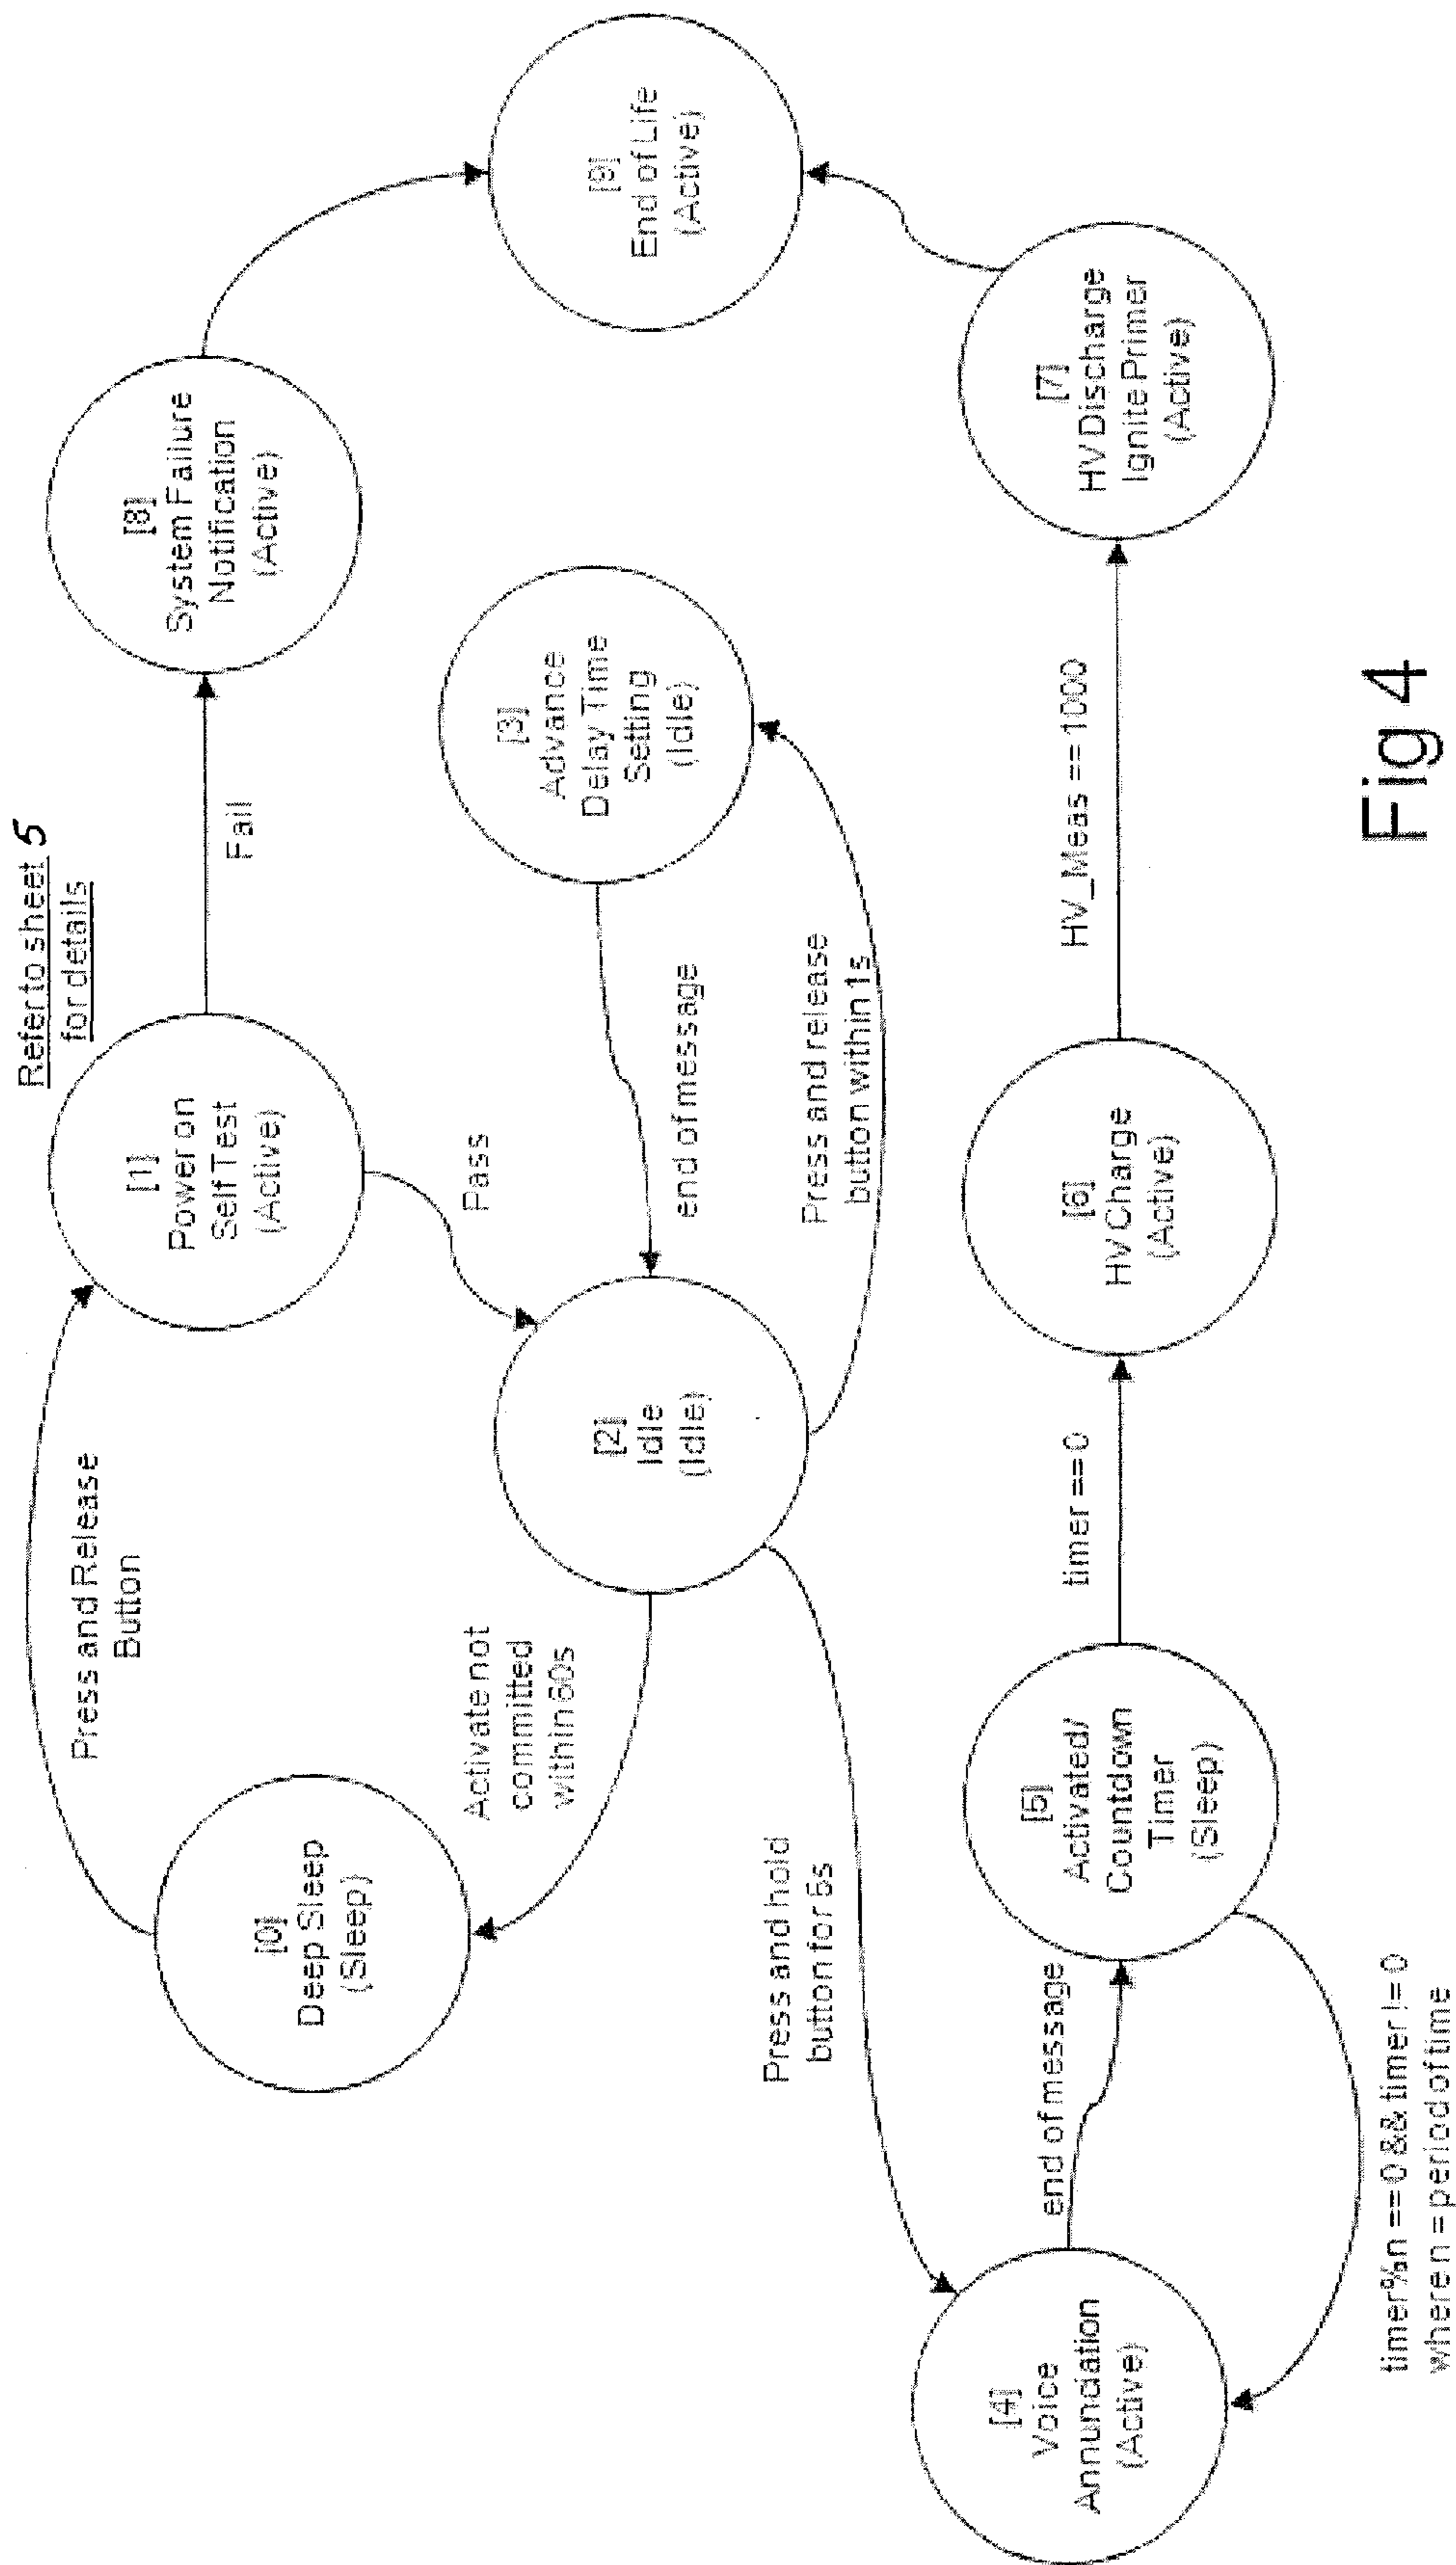 Refer to sheet 5
for details
[0]
Deep Sleep
(Sleep)
Press and Release
Button
[1]
Power on
Self Test
(Active)
Fail
[8]
System Failure
Notification
(Active)
Activate not
committed
within 60s
Pass
[2]
Idle
(Idle)
end of message
[3]
Advance
Delay Time
Setting
(Idle)
Press and release
button within 1s
[9]
End of Life
(Active)
Press and hold
button for 5s
[4]
Voice
Annunciation
(Active)
end of message
[5]
Activated/
Countdown
Timer
(Sleep)
timer == 0
[6]
HV Charge
(Active)
HV_Meas == 1000
[7]
HV Discharge
Ignite Primer
(Active)
timer%n == 0 && timer != 0
where n = period of time
Fig 4